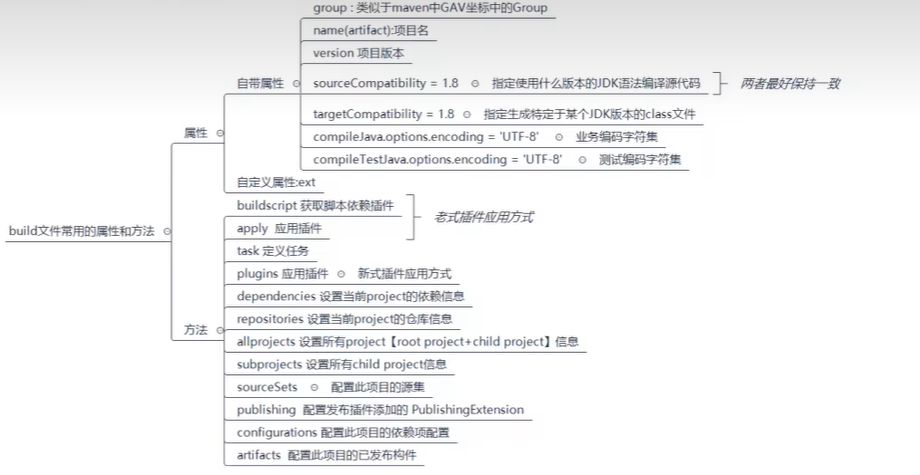 group : 类似于maven中GAV坐标中的Group
name(artifact):项目名
version 项目版本
自带属性
sourceCompatibility = 1.8 指定使用什么版本的JDK语法编译源代码 两者最好保持一致
targetCompatibility = 1.8 指定生成特定于某个JDK版本的class文件
属性
compileJava.options.encoding = 'UTF-8' 业务编码字符集
compileTestJava.options.encoding = 'UTF-8' 测试编码字符集
自定义属性:ext
buildscript 获取脚本依赖插件
老式插件应用方式
apply 应用插件
build文件常用的属性和方法
task 定义任务
plugins 应用插件 新式插件应用方式
dependencies 设置当前project的依赖信息
repositories 设置当前project的仓库信息
方法
allprojects 设置所有project【root project+child project】信息
subprojects 设置所有child project信息
sourceSets 配置此项目的源集
publishing 配置发布插件添加的 PublishingExtension
configurations 配置此项目的依赖项配置
artifacts 配置此项目的已发布构件